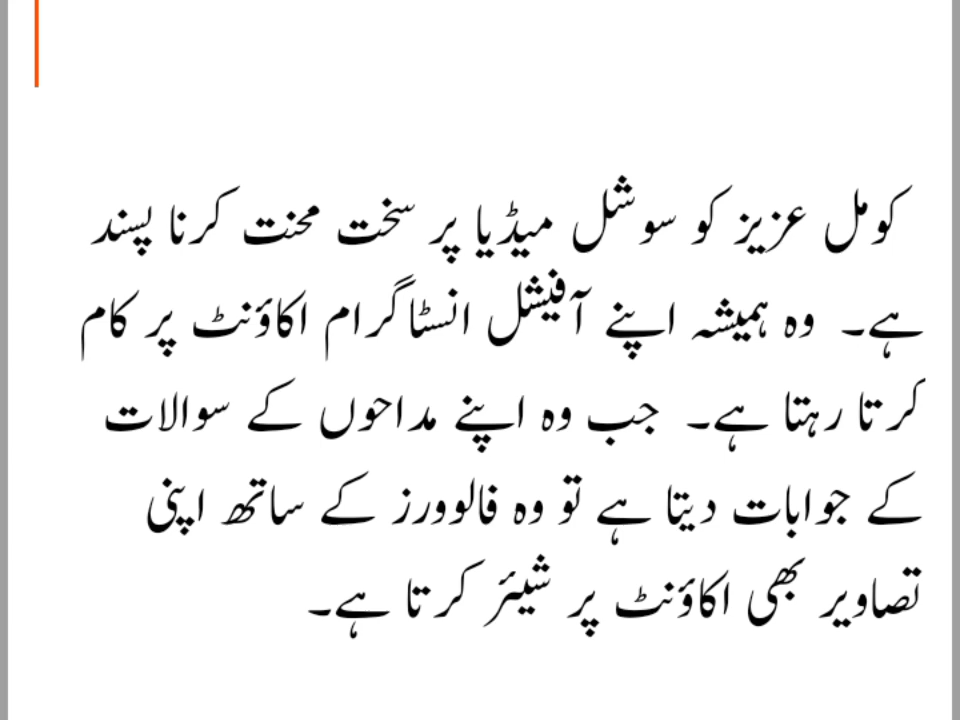 کومل عزیز کو سوشل میڈیا پر سخت محنت کرنا پسند
ہے۔ وہ ہمیشہ اپنے آفیشل انسٹاگرام اکاؤنٹ پر کام
کرتا رہتا ہے۔ جب وہ اپنے مداحوں کے سوالات
کے جوابات دیتا ہے تو وہ فالوورز کے ساتھ اپنی
تصاویر بھی اکاؤنٹ پر شیئر کرتا ہے۔